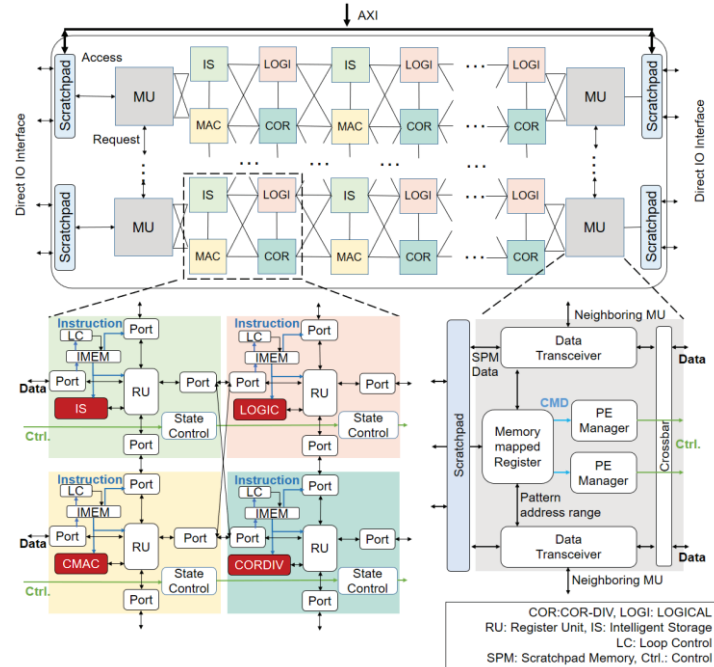 AXI
Access
IS LOGI IS LOGI ... LOGI
Scratchpad MU MU Scratchpad
Request
MAC COR MAC COR ... COR
Direct IO Interface
Direct IO Interface
... ...
IS LOGI IS LOGI ... LOGI
Scratchpad MU MU Scratchpad
MAC COR MAC COR ... COR
Instruction
LC
Port
IMEM
Data
Port
RU
Port
IS
Ctrl.
State
Control
Port
Instruction
LC
Port
IMEM
Port
RU
Port
LOGIC
State
Control
Port
Instruction
LC
Port
IMEM
Data
Port
RU
Port
CMAC
Ctrl.
State
Control
Port
Instruction
LC
Port
IMEM
Port
RU
Port
CORDIV
State
Control
Port
Neighboring MU
Data
Transceiver
SPM
Data
Data
Scratchpad
CMD
PE
Manager
Memory
mapped
Register
Ctrl.
PE
Manager
Crossbar
Pattern
address range
Data
Transceiver
Data
Neighboring MU
COR:COR-DIV, LOGI: LOGICAL
RU: Register Unit, IS: Intelligent Storage
LC: Loop Control
SPM: Scratchpad Memory, Ctrl.: Control